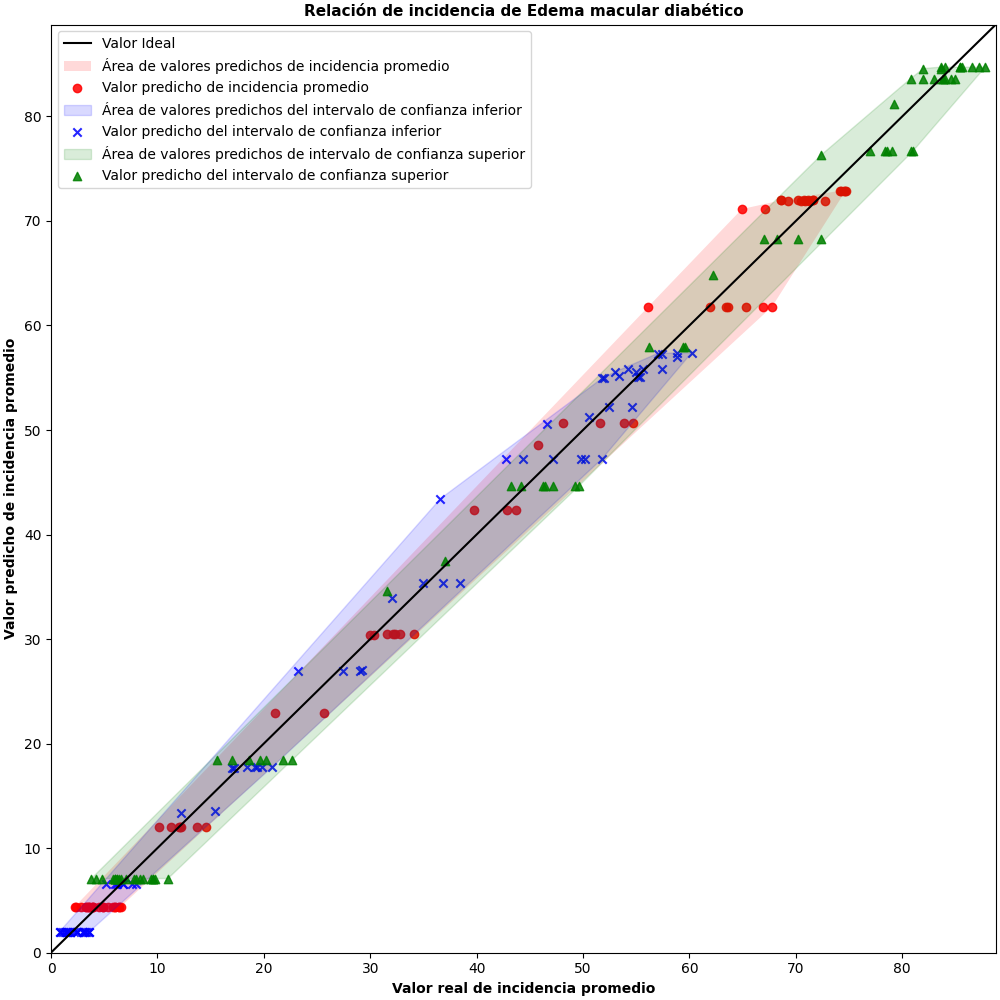 Relación de incidencia de Edema macular diabético
Valor Ideal
Área de valores predichos de incidencia promedio
Valor predicho de incidencia promedio
Área de valores predichos del intervalo de confianza inferior
Valor predicho del intervalo de confianza inferior
Área de valores predichos de intervalo de confianza superior
Valor predicho del intervalo de confianza superior
Valor predicho de incidencia promedio
80
70
60
50
40
30
20
10
0
0 10 20 30 40 50 60 70 80
Valor real de incidencia promedio